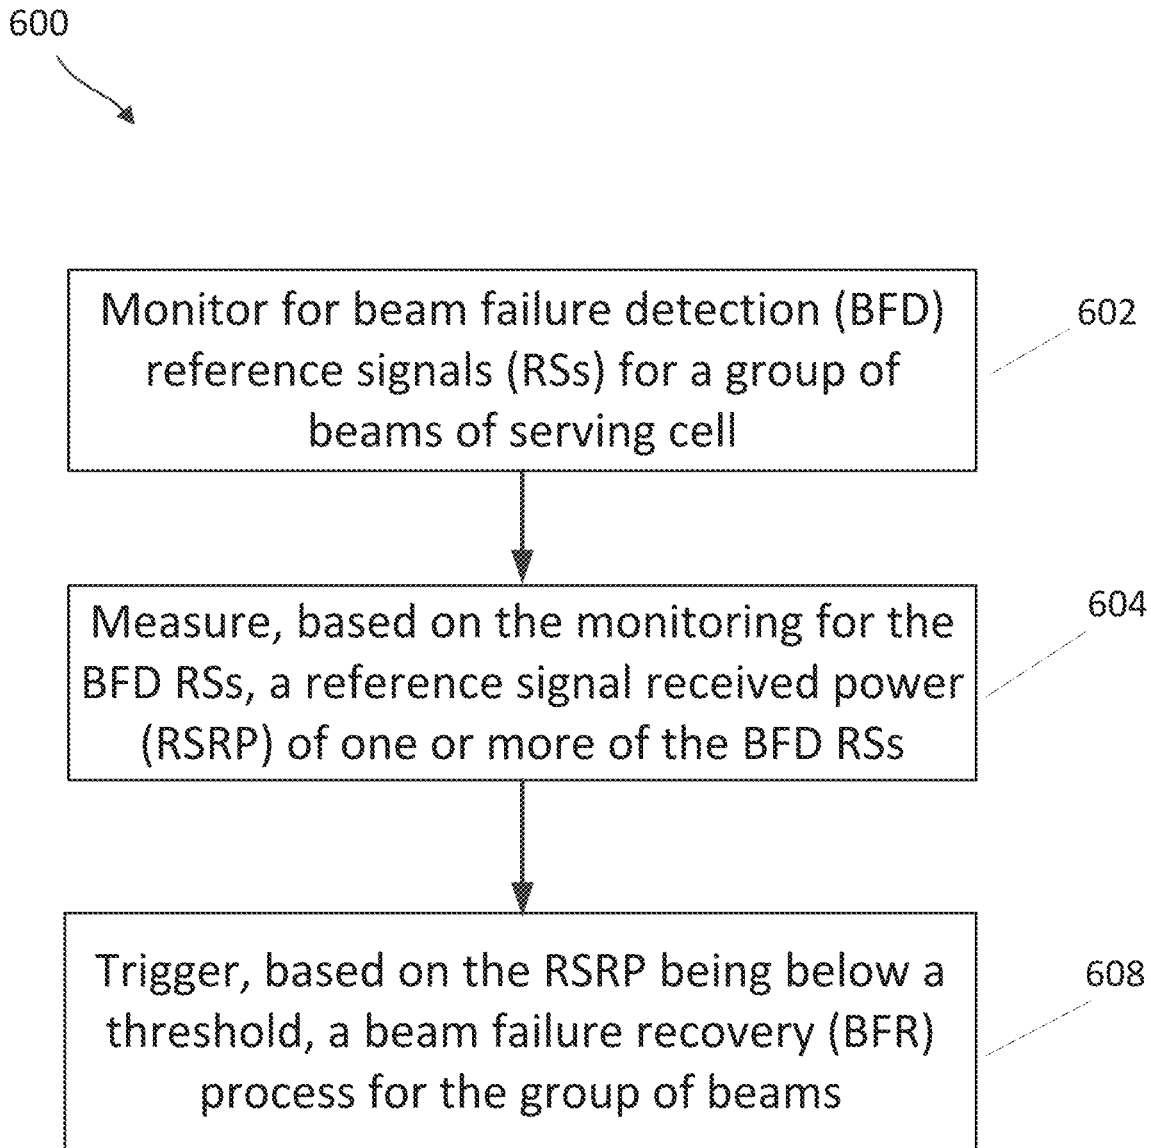 600
Monitor for beam failure detection (BFD)
reference signals (RSs) for a group of
beams of serving cell
602
Measure, based on the monitoring for the
BFD RSs, a reference signal received power
(RSRP) of one or more of the BFD RSs
604
Trigger, based on the RSRP being below a
threshold, a beam failure recovery (BFR)
process for the group of beams
608